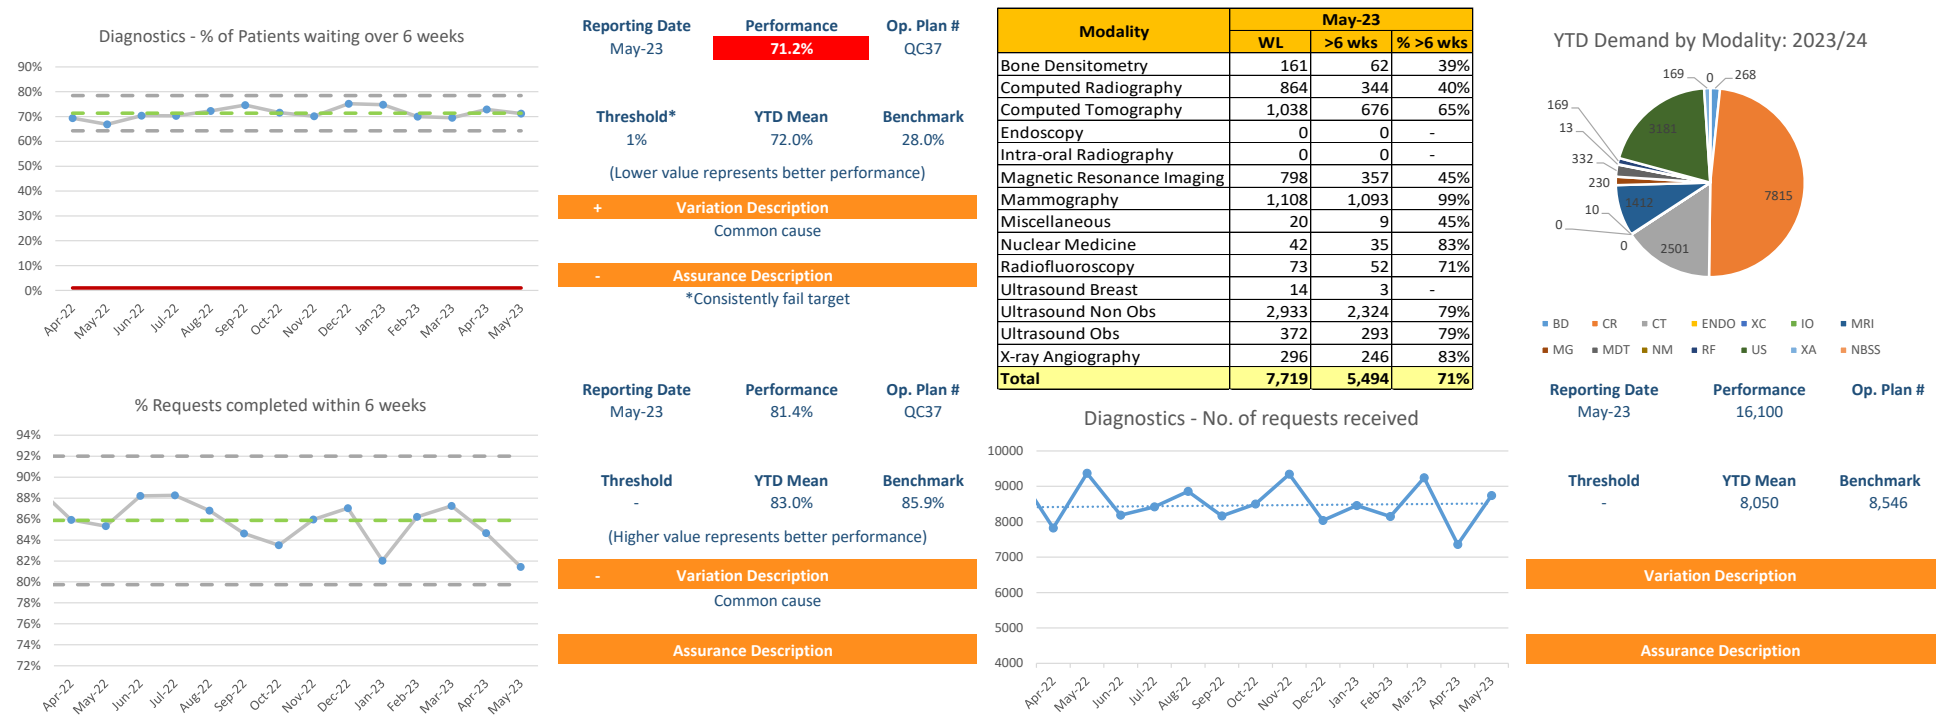 Diagnostics - % of Patients waiting over 6 weeks
90%
80%
70%
60%
50%
40%
30%
20%
10%
0%
Apr-22 May-22 Jun-22 Jul-22 Aug-22 Sep-22 Oct-22 Nov-22 Dec-22 Jan-23 Feb-23 Mar-23 Apr-23 May-23
Reporting Date Performance Op. Plan #
May-23 71.2% QC37
Threshold* YTD Mean Benchmark
1% 72.0% 28.0%
(Lower value represents better performance)
+ Variation Description
Common cause
- Assurance Description
*Consistently fail target
Modality May-23
WL >6 wks % >6 wks
Bone Densitometry 161 62 39%
Computed Radiography 864 344 40%
Computed Tomography 1,038 676 65%
Endoscopy 0 0 -
Intra-oral Radiography 0 0 -
Magnetic Resonance Imaging 798 357 45%
Mammography 1,108 1,093 99%
Miscellaneous 20 9 45%
Nuclear Medicine 42 35 83%
Radiofluoroscopy 73 52 71%
Ultrasound Breast 14 3 -
Ultrasound Non Obs 2,933 2,324 79%
Ultrasound Obs 372 293 79%
X-ray Angiography 296 246 83%
Total 7,719 5,494 71%
YTD Demand by Modality: 2023/24
169 0 268
169
13
332
230
10
0
0
3181
1412
2501
7815
BD CR CT ENDO XC IO MRI
MG MDT NM RF US XA NBSS
% Requests completed within 6 weeks
94%
92%
90%
88%
86%
84%
82%
80%
78%
76%
74%
72%
Apr-22 May-22 Jun-22 Jul-22 Aug-22 Sep-22 Oct-22 Nov-22 Dec-22 Jan-23 Feb-23 Mar-23 Apr-23 May-23
Reporting Date Performance Op. Plan #
May-23 81.4% QC37
Threshold YTD Mean Benchmark
- 83.0% 85.9%
(Higher value represents better performance)
- Variation Description
Common cause
Assurance Description
Diagnostics - No. of requests received
10000
9000
8000
7000
6000
5000
4000
Apr-22 May-22 Jun-22 Jul-22 Aug-22 Sep-22 Oct-22 Nov-22 Dec-22 Jan-23 Feb-23 Mar-23 Apr-23 May-23
Reporting Date Performance Op. Plan #
May-23 16,100
Threshold YTD Mean Benchmark
- 8,050 8,546
Variation Description
Assurance Description